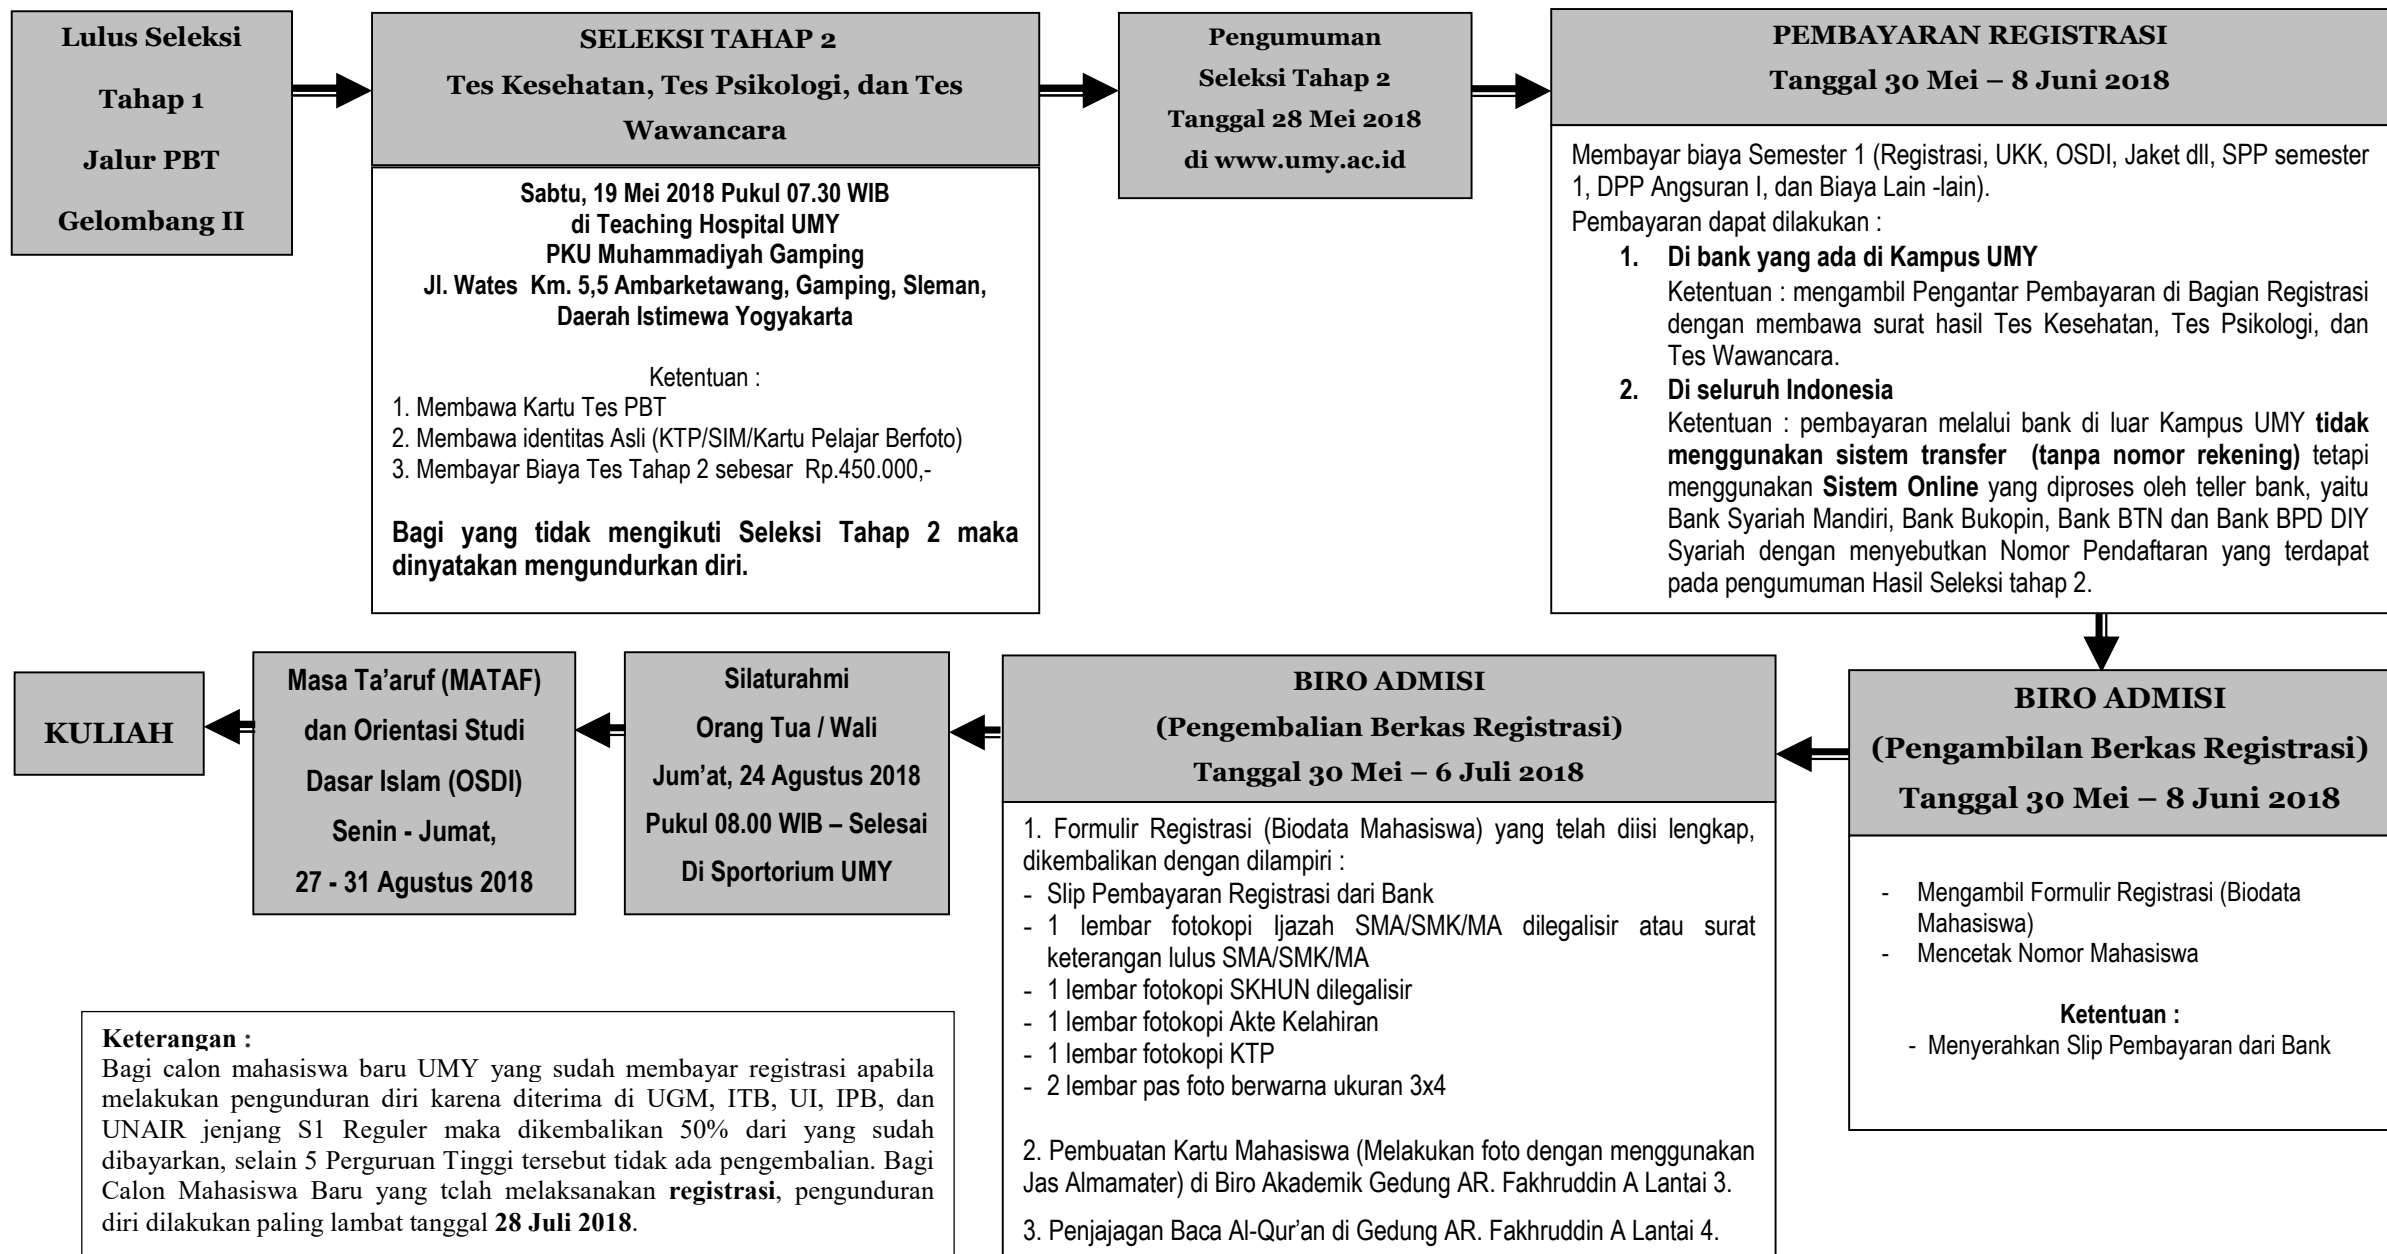 Lulus Seleksi
Tahap 1
Jalur PBT
Gelombang II
SELEKSI TAHAP 2
Tes Kesehatan, Tes Psikologi, dan Tes
Wawancara
Sabtu, 19 Mei 2018 Pukul 07.30 WIB
di Teaching Hospital UMY
PKU Muhammadiyah Gamping
Jl. Wates Km. 5,5 Ambarketawang, Gamping, Sleman,
Daerah Istimewa Yogyakarta
Ketentuan :
1. Membawa Kartu Tes PBT
2. Membawa identitas Asli (KTP/SIM/Kartu Pelajar Berfoto)
3. Membayar Biaya Tes Tahap 2 sebesar Rp.450.000,-
Bagi yang tidak mengikuti Seleksi Tahap 2 maka
dinyatakan mengundurkan diri.
Pengumuman
Seleksi Tahap 2
Tanggal 28 Mei 2018
di www.umy.ac.id
PEMBAYARAN REGISTRASI
Tanggal 30 Mei – 8 Juni 2018
Membayar biaya Semester 1 (Registrasi, UKK, OSDI, Jaket dll, SPP semester
1, DPP Angsuran I, dan Biaya Lain -lain).
Pembayaran dapat dilakukan :
1. Di bank yang ada di Kampus UMY
Ketentuan : mengambil Pengantar Pembayaran di Bagian Registrasi
dengan membawa surat hasil Tes Kesehatan, Tes Psikologi, dan
Tes Wawancara.
2. Di seluruh Indonesia
Ketentuan : pembayaran melalui bank di luar Kampus UMY tidak
menggunakan sistem transfer (tanpa nomor rekening) tetapi
menggunakan Sistem Online yang diproses oleh teller bank, yaitu
Bank Syariah Mandiri, Bank Bukopin, Bank BTN dan Bank BPD DIY
Syariah dengan menyebutkan Nomor Pendaftaran yang terdapat
pada pengumuman Hasil Seleksi tahap 2.
BIRO ADMISI
(Pengambilan Berkas Registrasi)
Tanggal 30 Mei – 8 Juni 2018
- Mengambil Formulir Registrasi (Biodata
Mahasiswa)
- Mencetak Nomor Mahasiswa
Ketentuan :
- Menyerahkan Slip Pembayaran dari Bank
BIRO ADMISI
(Pengembalian Berkas Registrasi)
Tanggal 30 Mei – 6 Juli 2018
1. Formulir Registrasi (Biodata Mahasiswa) yang telah diisi lengkap,
dikembalikan dengan dilampiri :
- Slip Pembayaran Registrasi dari Bank
- 1 lembar fotokopi Ijazah SMA/SMK/MA dilegalisir atau surat
keterangan lulus SMA/SMK/MA
- 1 lembar fotokopi SKHUN dilegalisir
- 1 lembar fotokopi Akte Kelahiran
- 1 lembar fotokopi KTP
- 2 lembar pas foto berwarna ukuran 3x4
2. Pembuatan Kartu Mahasiswa (Melakukan foto dengan menggunakan
Jas Almamater) di Biro Akademik Gedung AR. Fakhruddin A Lantai 3.
3. Penjajagan Baca Al-Qur’an di Gedung AR. Fakhruddin A Lantai 4.
Silaturahmi
Orang Tua / Wali
Jum’at, 24 Agustus 2018
Pukul 08.00 WIB – Selesai
Di Sportorium UMY
Masa Ta’aruf (MATAF)
dan Orientasi Studi
Dasar Islam (OSDI)
Senin - Jumat,
27 - 31 Agustus 2018
KULIAH
Keterangan :
Bagi calon mahasiswa baru UMY yang sudah membayar registrasi apabila
melakukan pengunduran diri karena diterima di UGM, ITB, UI, IPB, dan
UNAIR jenjang S1 Reguler maka dikembalikan 50% dari yang sudah
dibayarkan, selain 5 Perguruan Tinggi tersebut tidak ada pengembalian. Bagi
Calon Mahasiswa Baru yang telah melaksanakan registrasi, pengunduran
diri dilakukan paling lambat tanggal 28 Juli 2018.